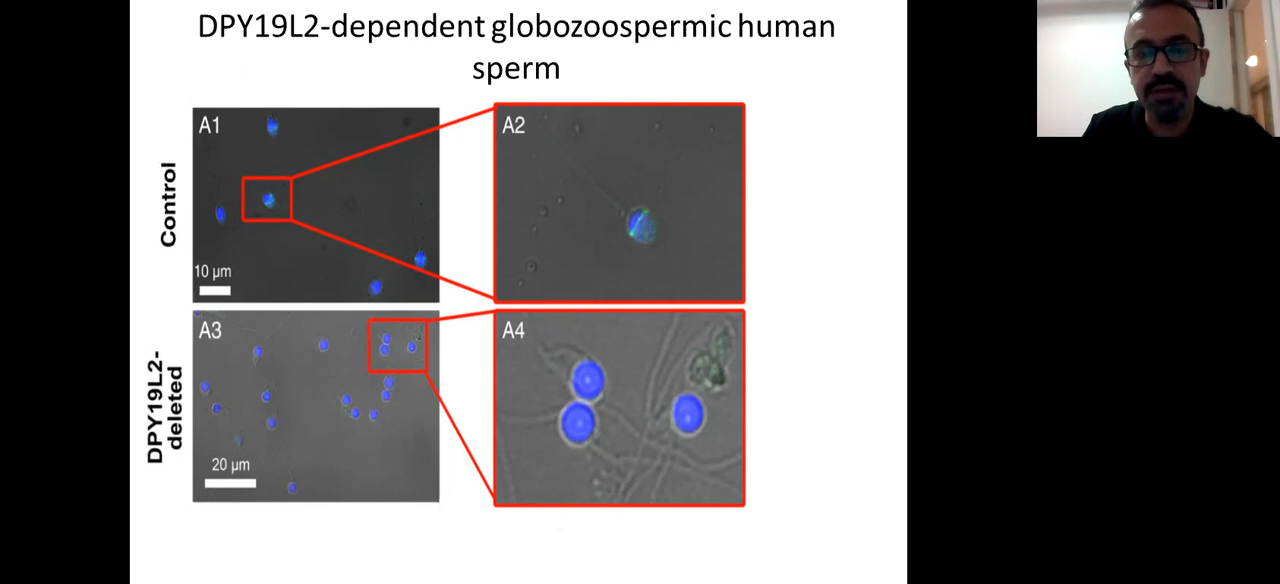 DPY19L2-dependent globozoospermic human
sperm
Control
A1
10 µm
A2
DPY19L2-
deleted
A3
20 µm
A4